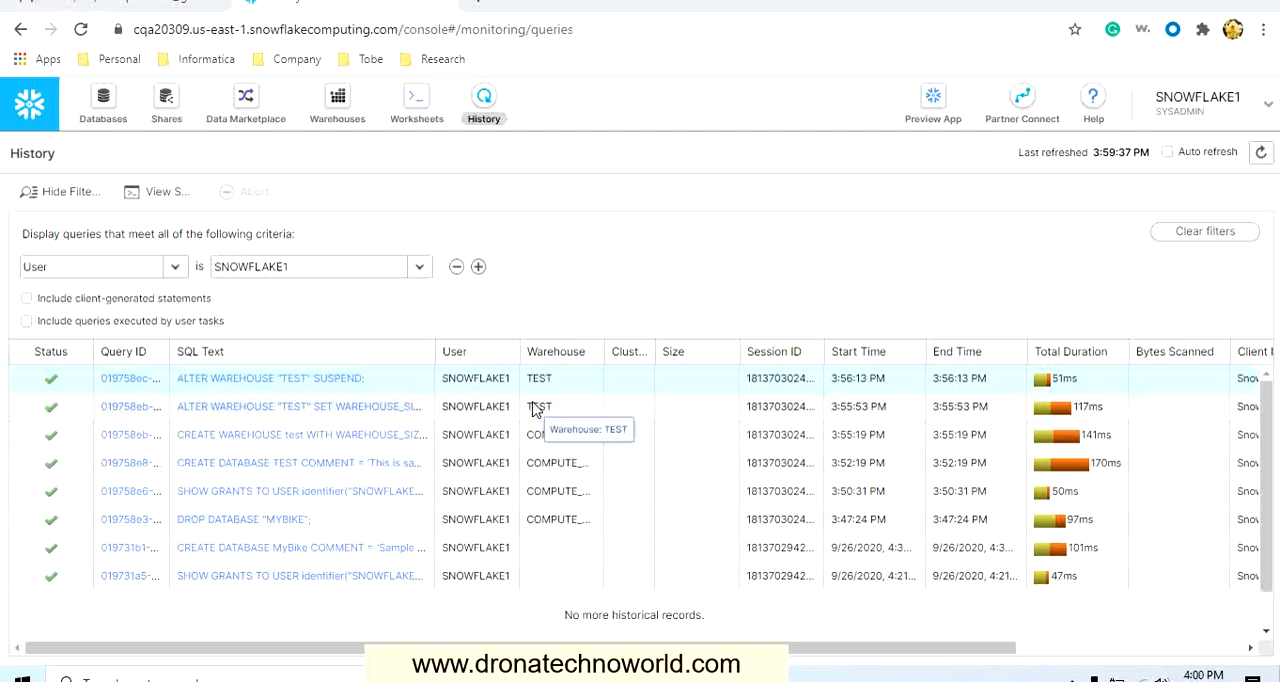 cqa20309.us-east-1.snowflakecomputing.com/console#/monitoring/queries
Apps Personal Informatica Company Tobe Research
Databases Shares Data Marketplace Warehouses Worksheets History Preview App Partner Connect Help SNOWFLAKE1
SYSADMIN
History Last refreshed 3:59:37 PM Auto refresh
Hide Filte... View S... Abort
Display queries that meet all of the following criteria: Clear filters
User is SNOWFLAKE1
Include client-generated statements
Include queries executed by user tasks
Status Query ID SQL Text User Warehouse Clust... Size Session ID Start Time End Time Total Duration Bytes Scanned Client I
019758ec-... ALTER WAREHOUSE "TEST" SUSPEND; SNOWFLAKE1 TEST 1813703024... 3:56:13 PM 3:56:13 PM 51ms Snow
019758eb-... ALTER WAREHOUSE "TEST" SET WAREHOUSE_SI... SNOWFLAKE1 TEST 1813703024... 3:55:53 PM 3:55:53 PM 117ms Snow
Warehouse: TEST
019758eb-... CREATE WAREHOUSE test WITH WAREHOUSE_SIZ... SNOWFLAKE1 1813703024... 3:55:19 PM 3:55:19 PM 141ms Snow
019758e8-... CREATE DATABASE TEST COMMENT = 'This is sa... SNOWFLAKE1 COMPUTE_... 1813703024... 3:52:19 PM 3:52:19 PM 170ms Snow
019758e6-... SHOW GRANTS TO USER identifier("SNOWFLAKE... SNOWFLAKE1 COMPUTE_... 1813703024... 3:50:31 PM 3:50:31 PM 50ms Snow
019758e3-... DROP DATABASE "MYBIKE"; SNOWFLAKE1 COMPUTE_... 1813703024... 3:47:24 PM 3:47:24 PM 97ms Snow
019731b1-... CREATE DATABASE MyBike COMMENT = 'Sample ... SNOWFLAKE1 1813702942... 9/26/2020, 4:3... 9/26/2020, 4:3... 101ms Snow
019731a5-... SHOW GRANTS TO USER identifier("SNOWFLAKE... SNOWFLAKE1 1813702942... 9/26/2020, 4:21... 9/26/2020, 4:21... 47ms Snow
No more historical records.
www.dronatechnoworld.com
4:00 PM